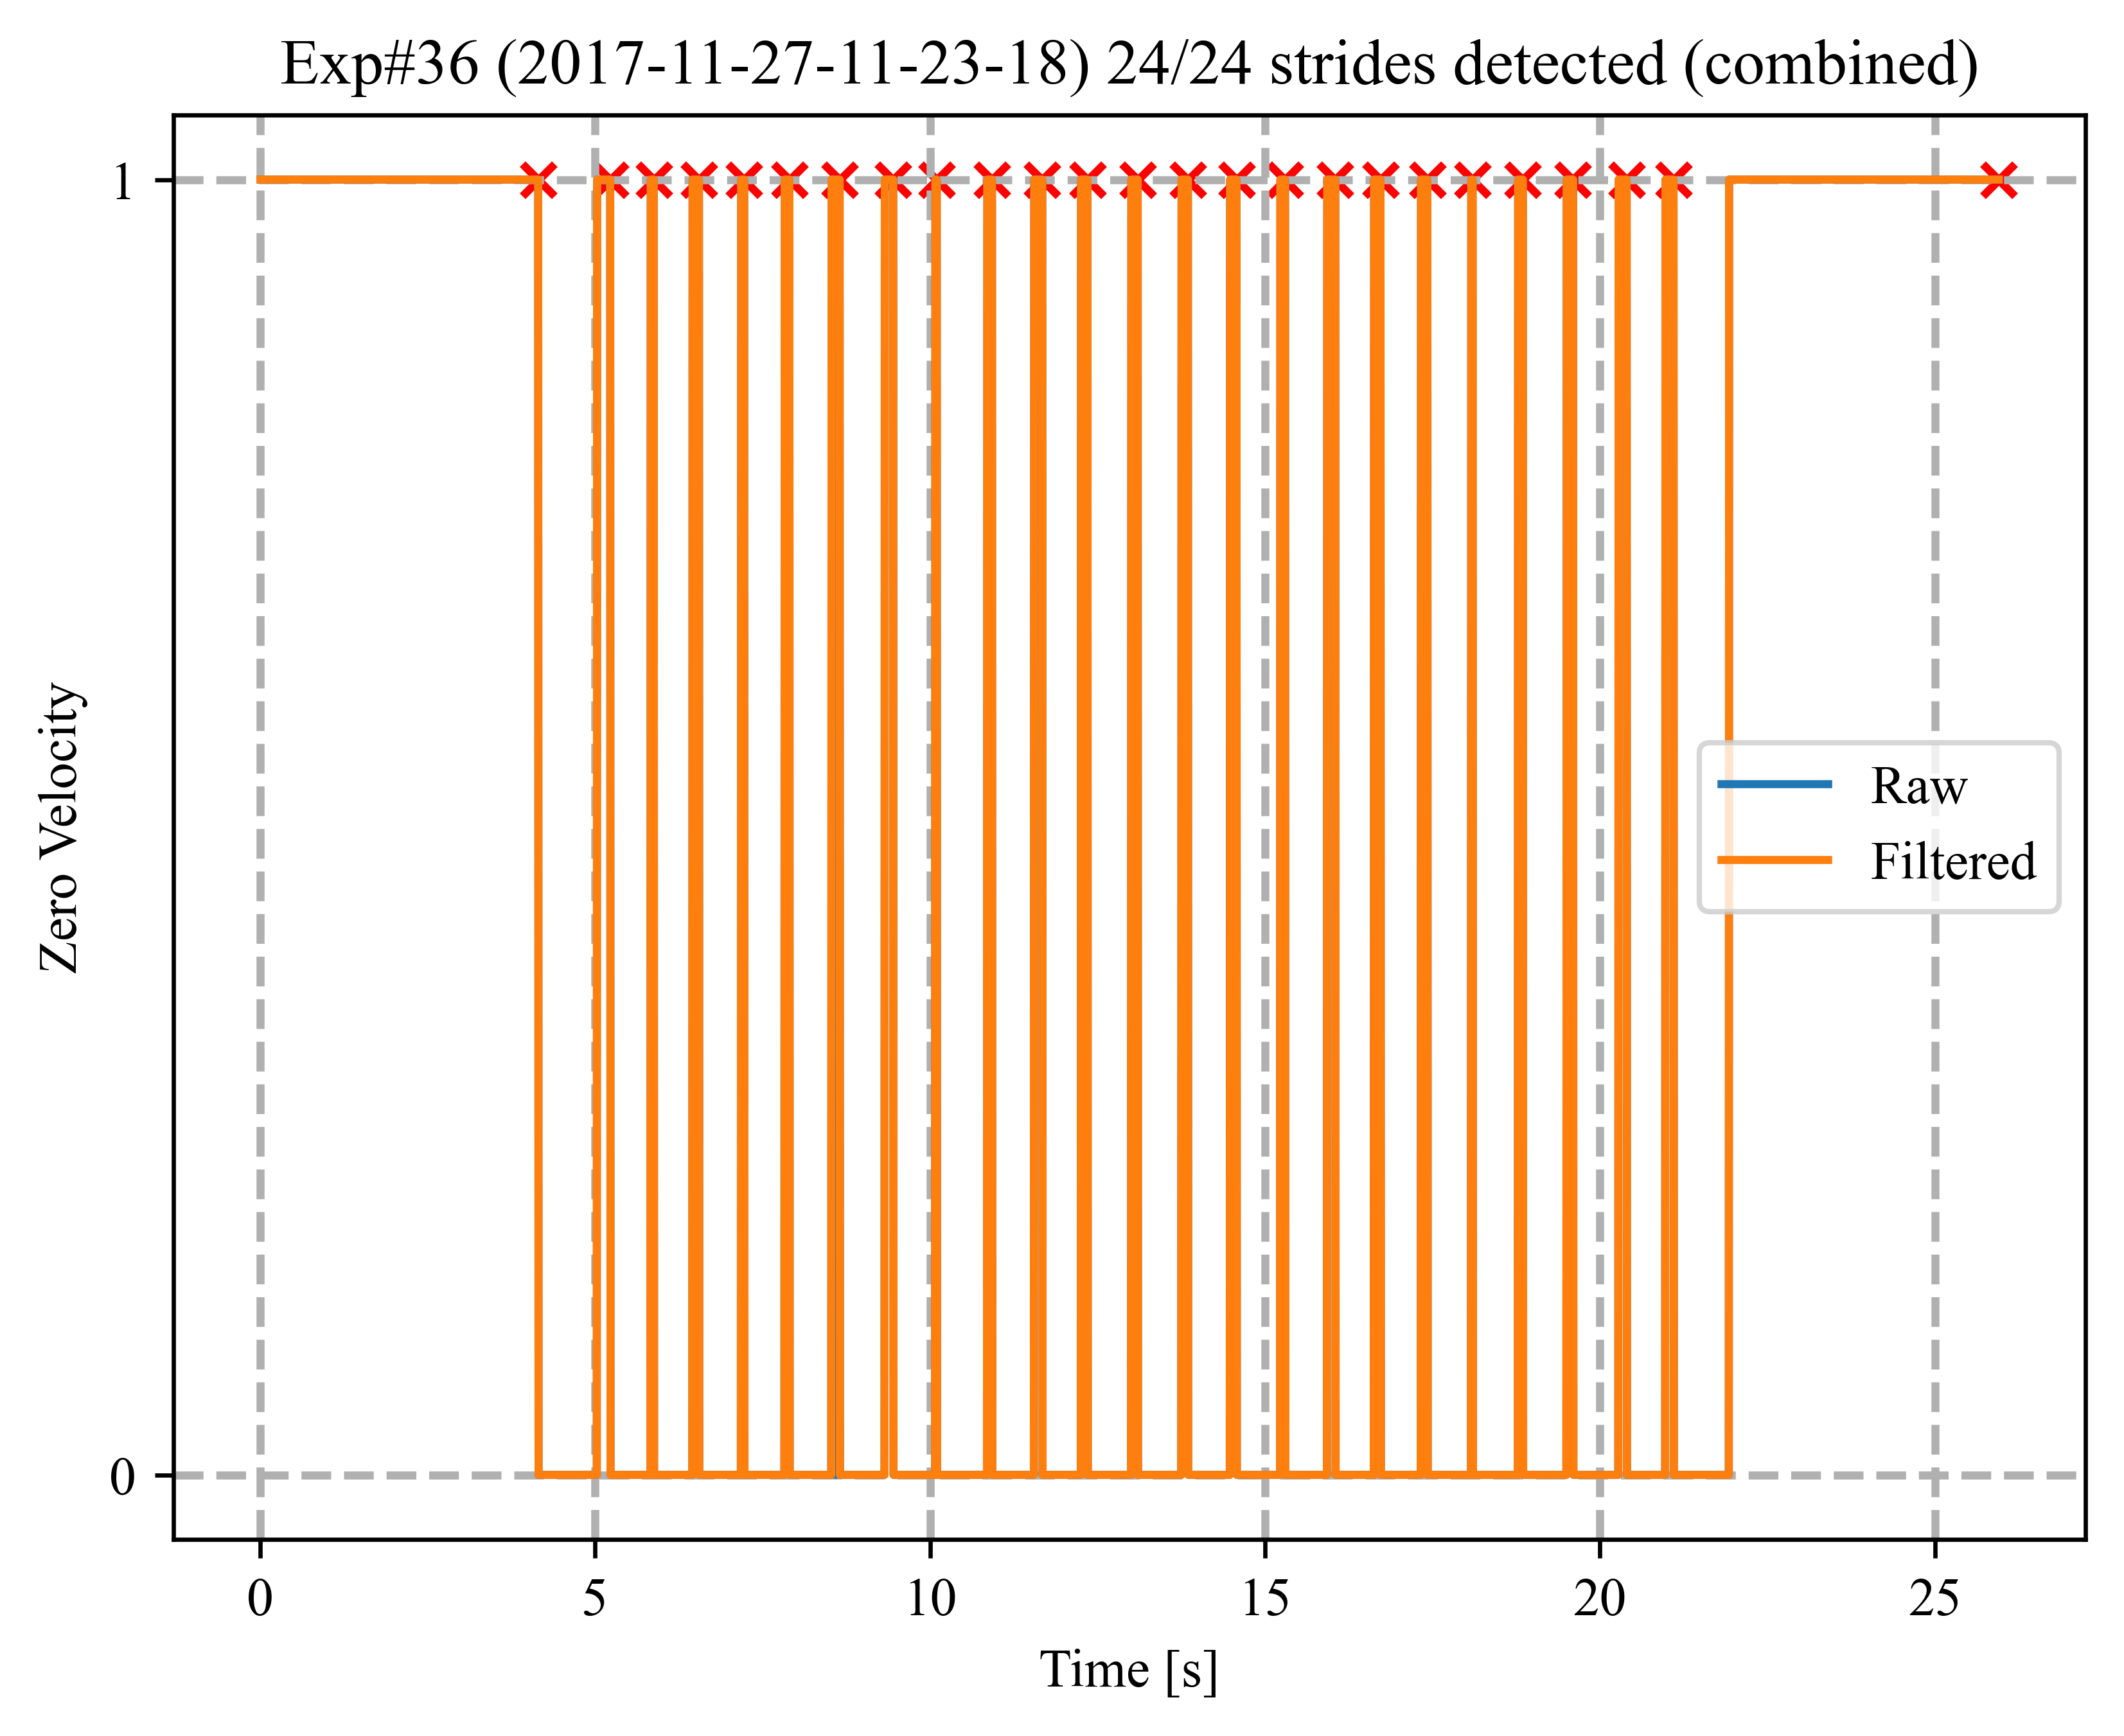 Exp#36 (2017-11-27-11-23-18) 24/24 strides detected (combined)
1
Zero Velocity
Raw
Filtered
0
0 5 10 15 20 25
Time [s]